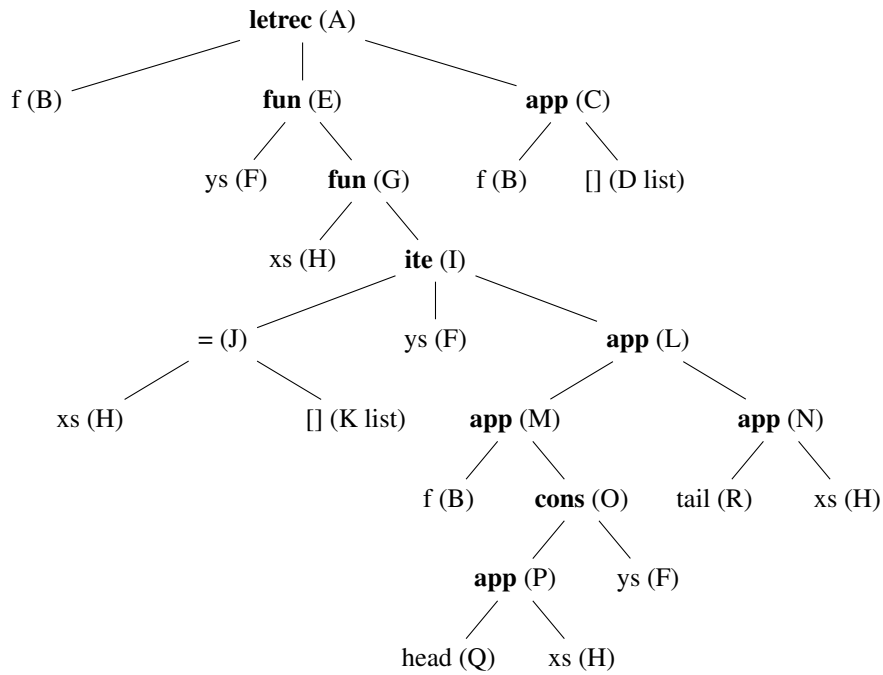 letrec (A)
f (B) fun (E) app (C)
ys (F) fun (G) f (B) [] (D list)
xs (H) ite (I)
= (J) ys (F) app (L)
xs (H) [] (K list) app (M) app (N)
f (B) cons (O) tail (R) xs (H)
app (P) ys (F)
head (Q) xs (H)